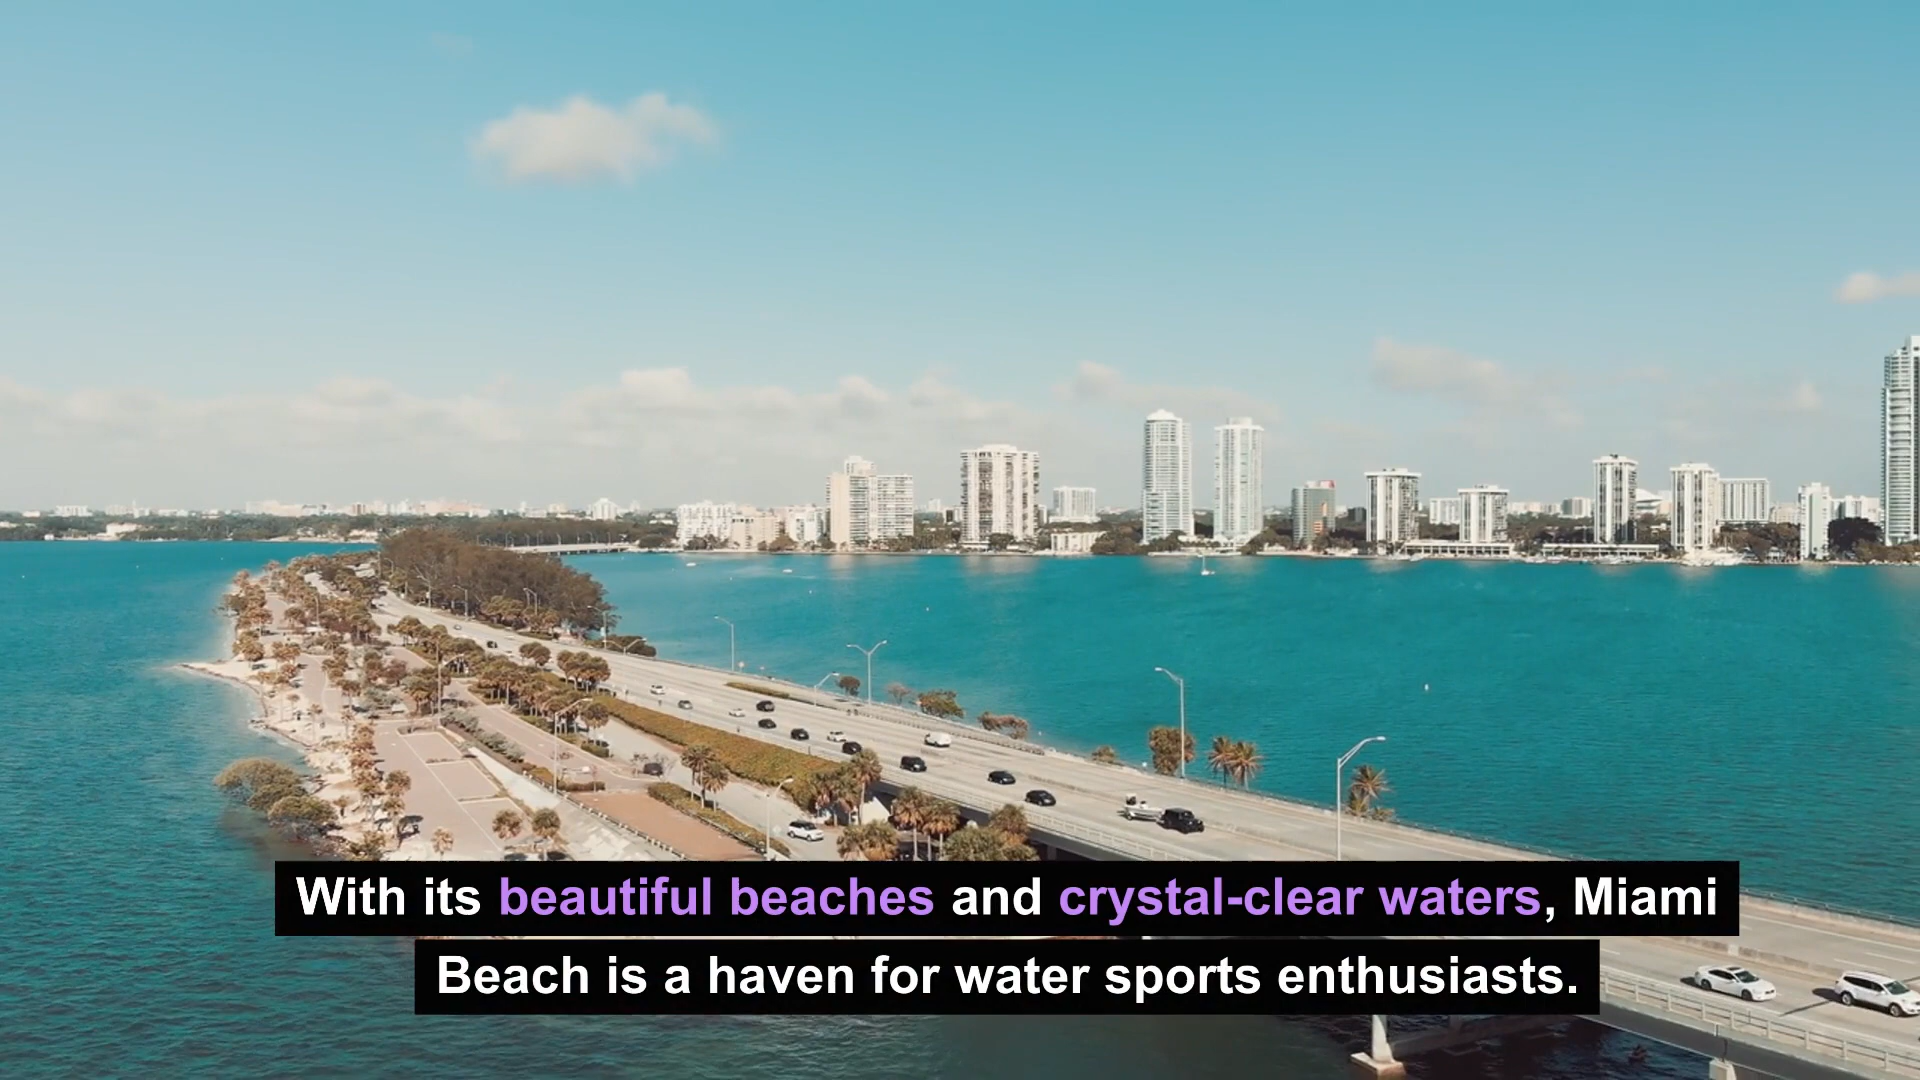 With its beautiful beaches and crystal-clear waters, Miami
Beach is a haven for water sports enthusiasts.